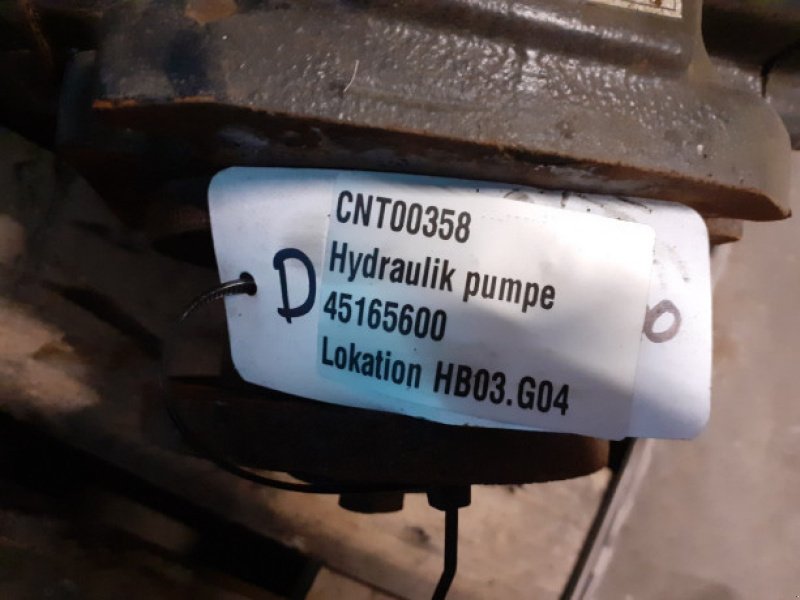 CNT00358
Hydraulik pumpe
D
45165600
Lokation HB03.G04